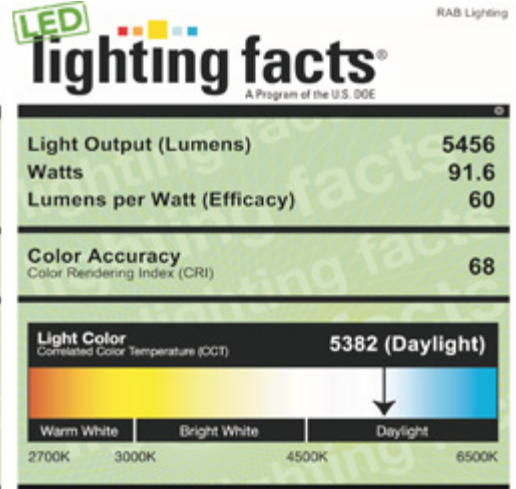 RAB Lighting
LED
lighting facts®
A Program of the U.S. DOE
Light Output (Lumens) 5456
Watts 91.6
Lumens per Watt (Efficacy) 60
Color Accuracy
Color Rendering Index (CRI) 68
Light Color
Correlated Color Temperature (CCT) 5382 (Daylight)
Warm White Bright White Daylight
2700K 3000K 4500K 6500K